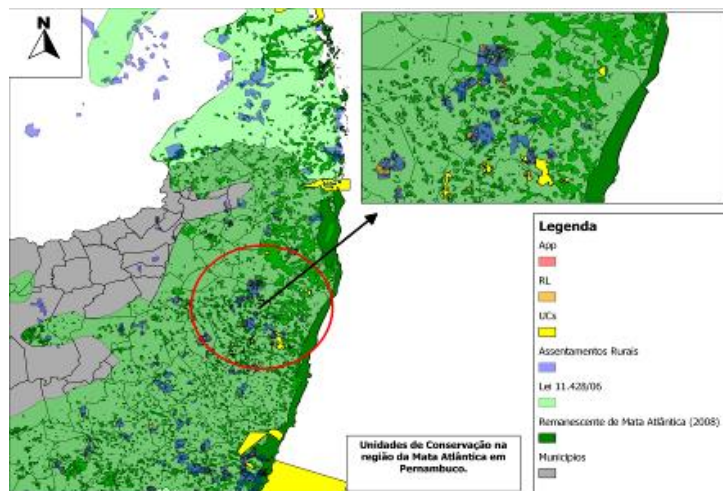 N
Legenda
App
RL
UCs
Assentamentos Rurais
Lei 11.428/06
Remanescente de Mata Atlântica (2008)
Municípios
Unidades de Conservação na
região da Mata Atlântica em
Pernambuco.